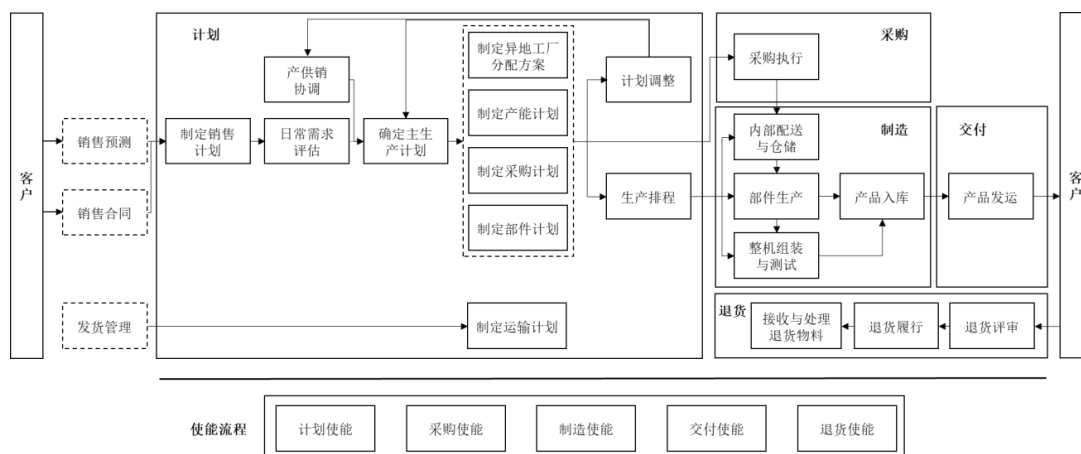 计划
采购
制定异地工厂
分配方案
采购执行
产供销
协调
计划调整
制定产能计划
制造
交付
销售预测
制定销售
计划
日常需求
评估
确定主生
产计划
内部配送
与仓储
客户
制定采购计划
生产排程
部件生产
产品入库
产品发运
客户
销售合同
制定部件计划
整机组装
与测试
退货
发货管理
制定运输计划
接收与处理
退货物料
退货履行
退货评审
使能流程
计划使能
采购使能
制造使能
交付使能
退货使能